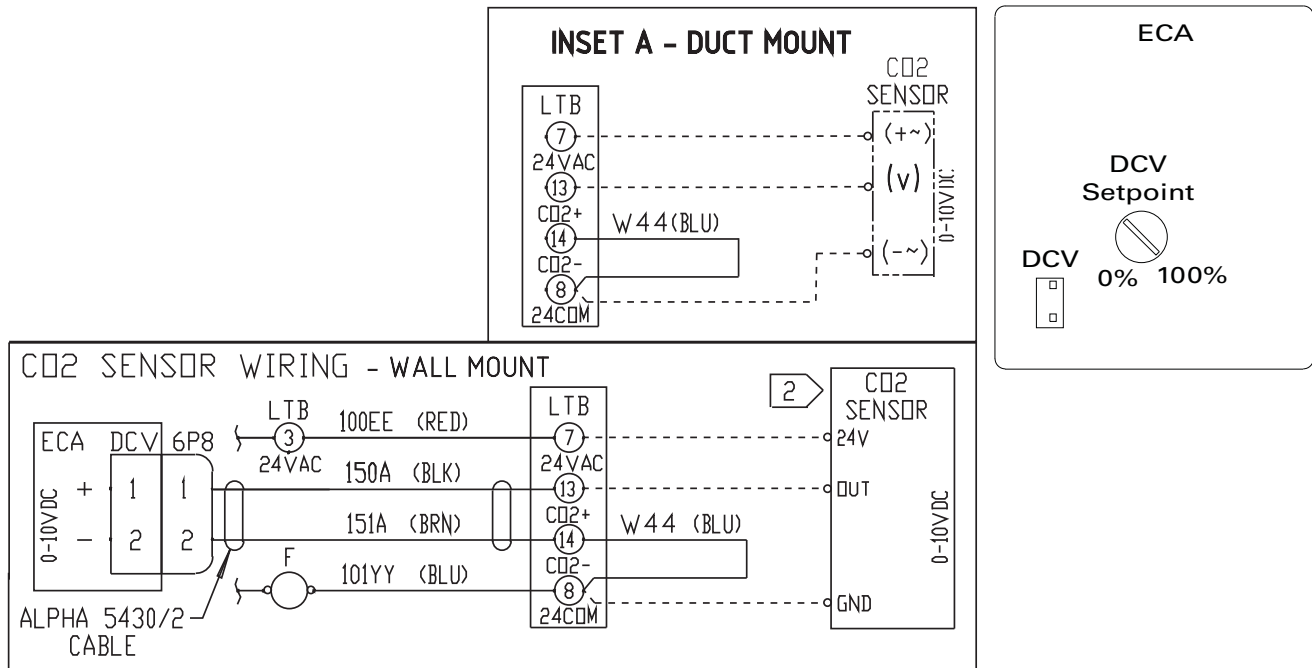 INSET A – DUCT MOUNT
CO2
SENSOR
LTB
7
24VAC
13
CO2+
14
CO2-
8
24COM
W44(BLU)
(+~)
(V)
(-~)
0-10VDC
ECA
DCV
Setpoint
0% 100%
DCV
CO2 SENSOR WIRING - WALL MOUNT
ECA DCV 6P8
0-10VDC
+ 1 1
- 2 2
ALPHA 5430/2
CABLE
LTB
3
24VAC
100EE (RED)
150A (BLK)
151A (BRN)
F
101YY (BLU)
LTB
7
24VAC
13
CO2+
14
CO2-
8
24COM
W44 (BLU)
2
CO2
SENSOR
24V
OUT
GND
0-10VDC